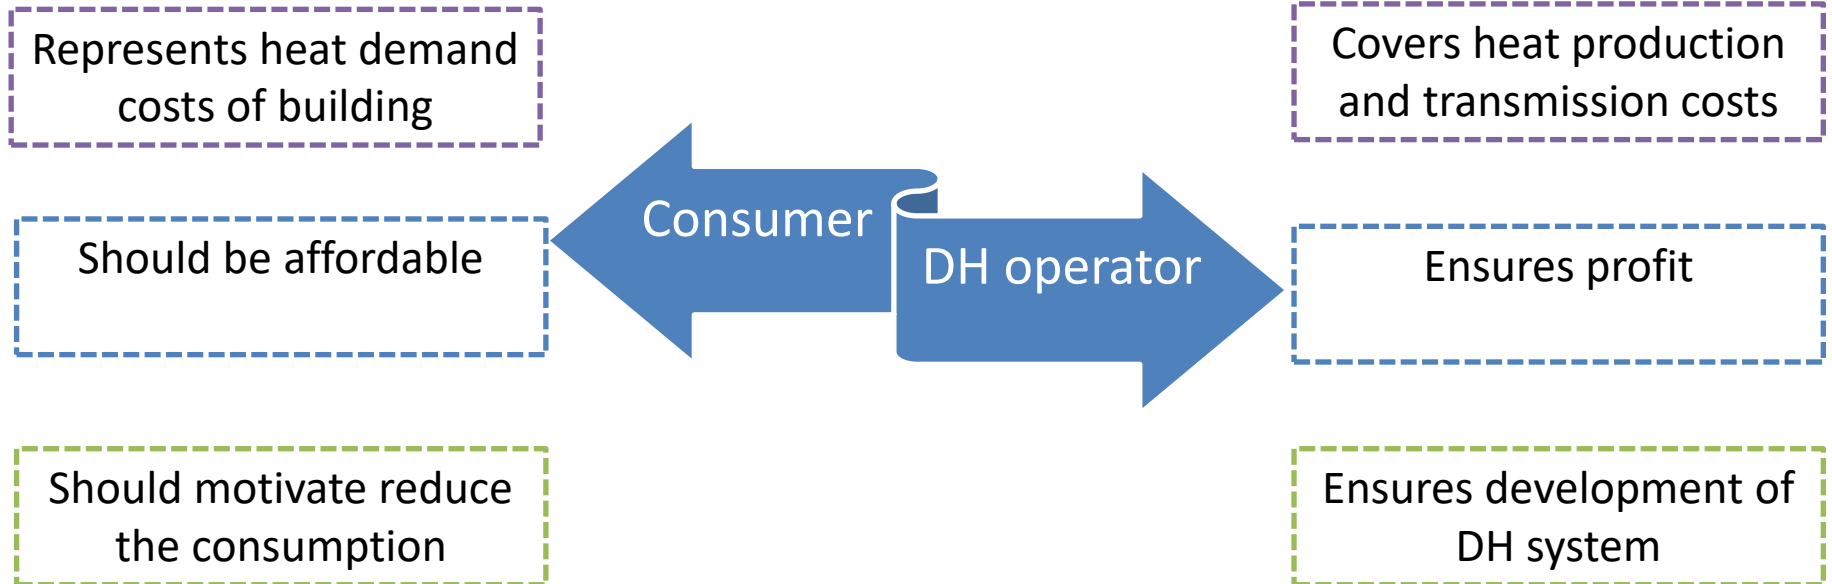 Represents heat demand
costs of building
Should be affordable
Should motivate reduce
the consumption
Consumer
DH operator
Covers heat production
and transmission costs
Ensures profit
Ensures development of
DH system